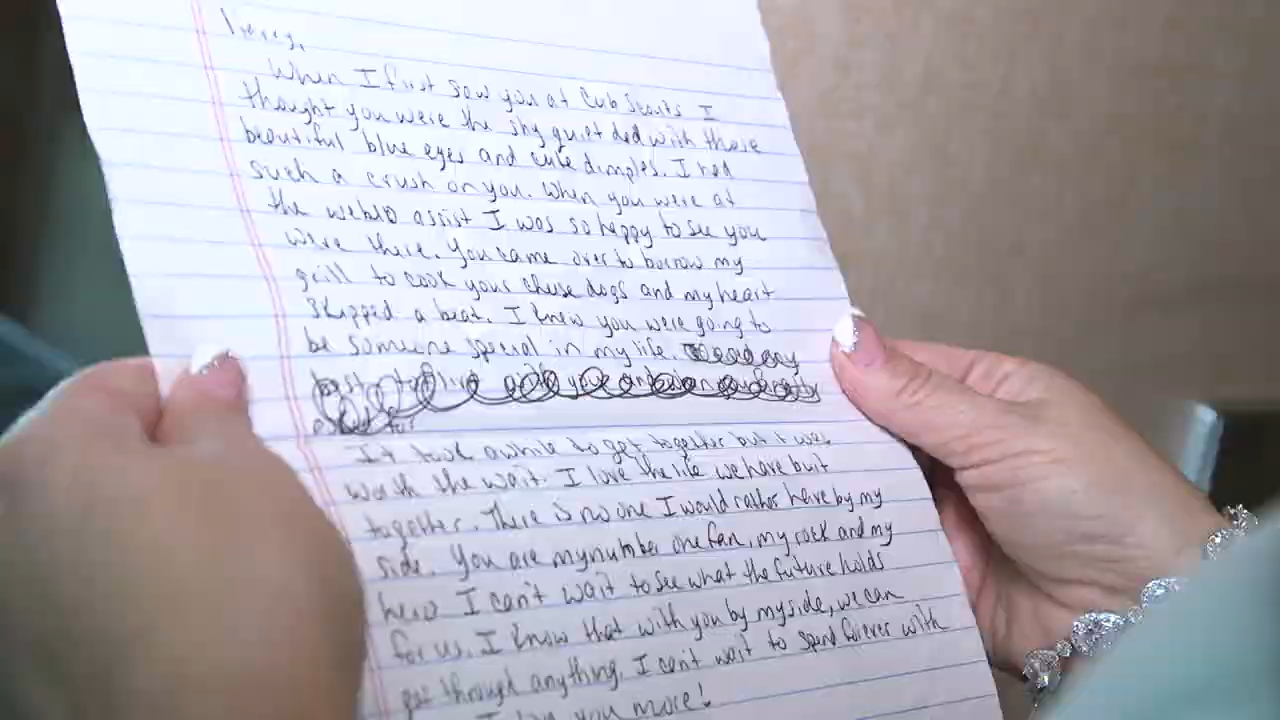 When I first saw you at Cub Scouts I
thought you were the shy quiet dad with those
beautiful blue eyes and cute dimples. I had
such a crush on you. When you were at
the weblo assist I was so happy to see you
were there. You came over to borrow my
grill to cook your cheese dogs and my heart
skipped a beat. I knew you were going to
be someone special in my life.
It took awhile to get together but it was
worth the wait. I love the life we have buit
together. There is no one I would rather have by my
side. You are my number one fan, my rock and my
hero I can't wait to see what the future holds
for us. I know that with you by my side, we can
get through anything. I can't wait to spend forever with
I love you more!